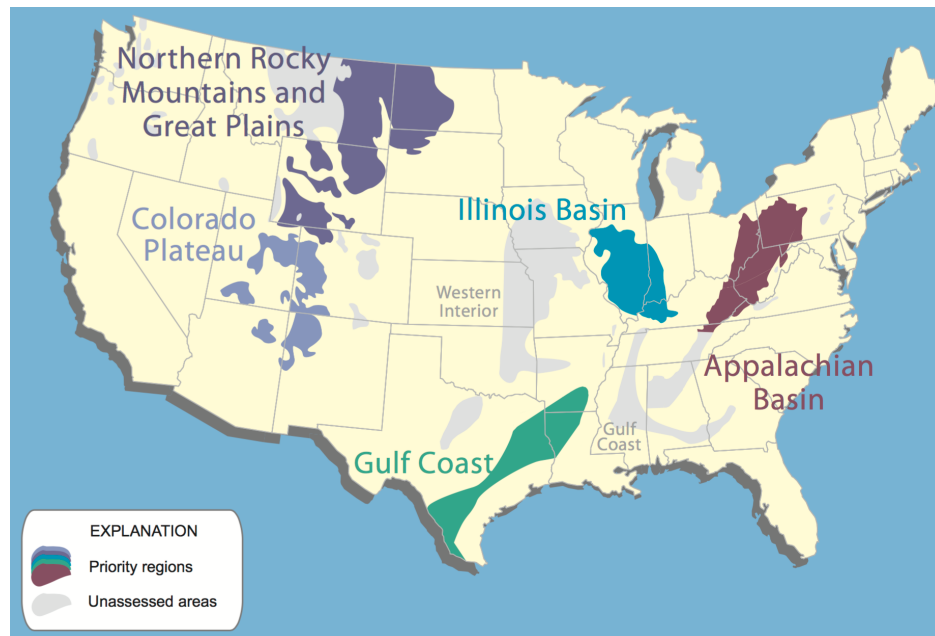 Northern Rocky
Mountains and
Great Plains
Colorado
Plateau
Illinois Basin
Western
Interior
Appalachian
Basin
Gulf
Coast
Gulf Coast
EXPLANATION
Priority regions
Unassessed areas